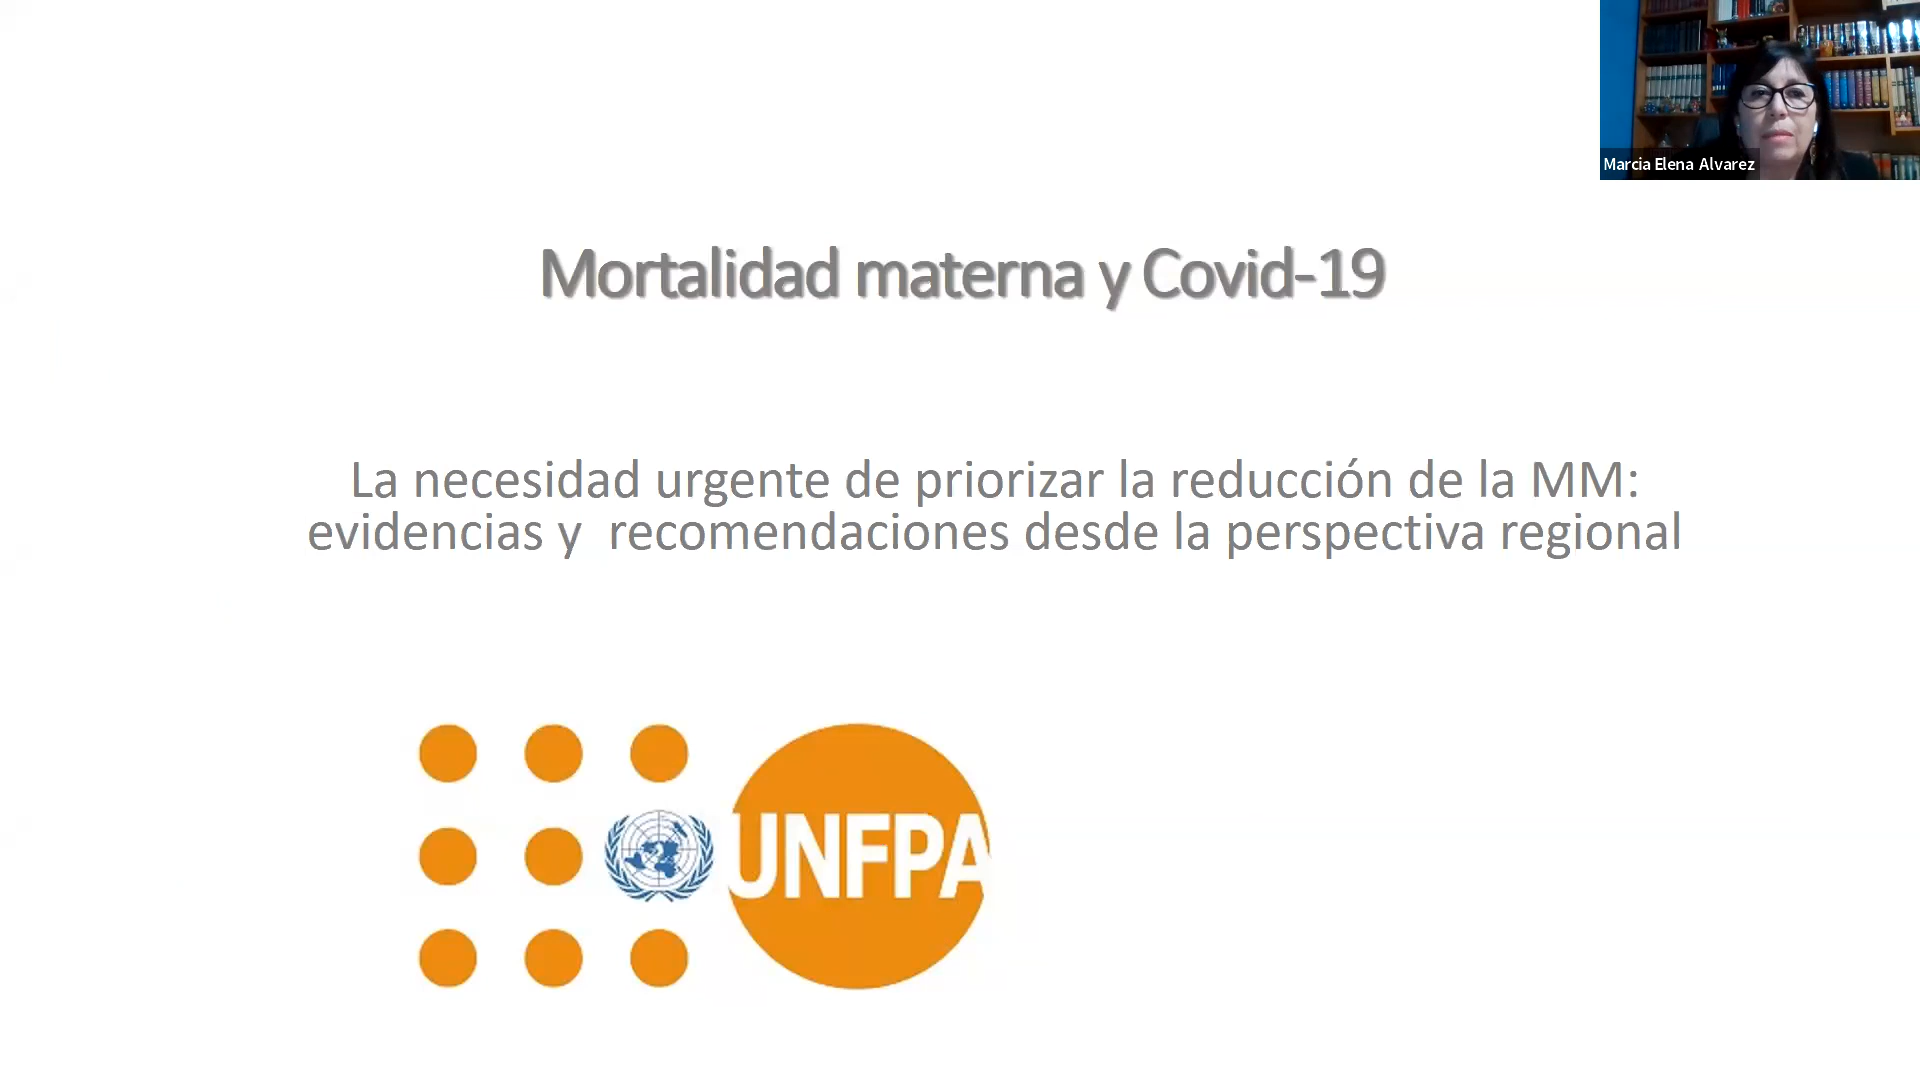 Marcia Elena Alvarez
Mortalidad materna y Covid-19
La necesidad urgente de priorizar la reducción de la MM:
evidencias y recomendaciones desde la perspectiva regional
UNFPA